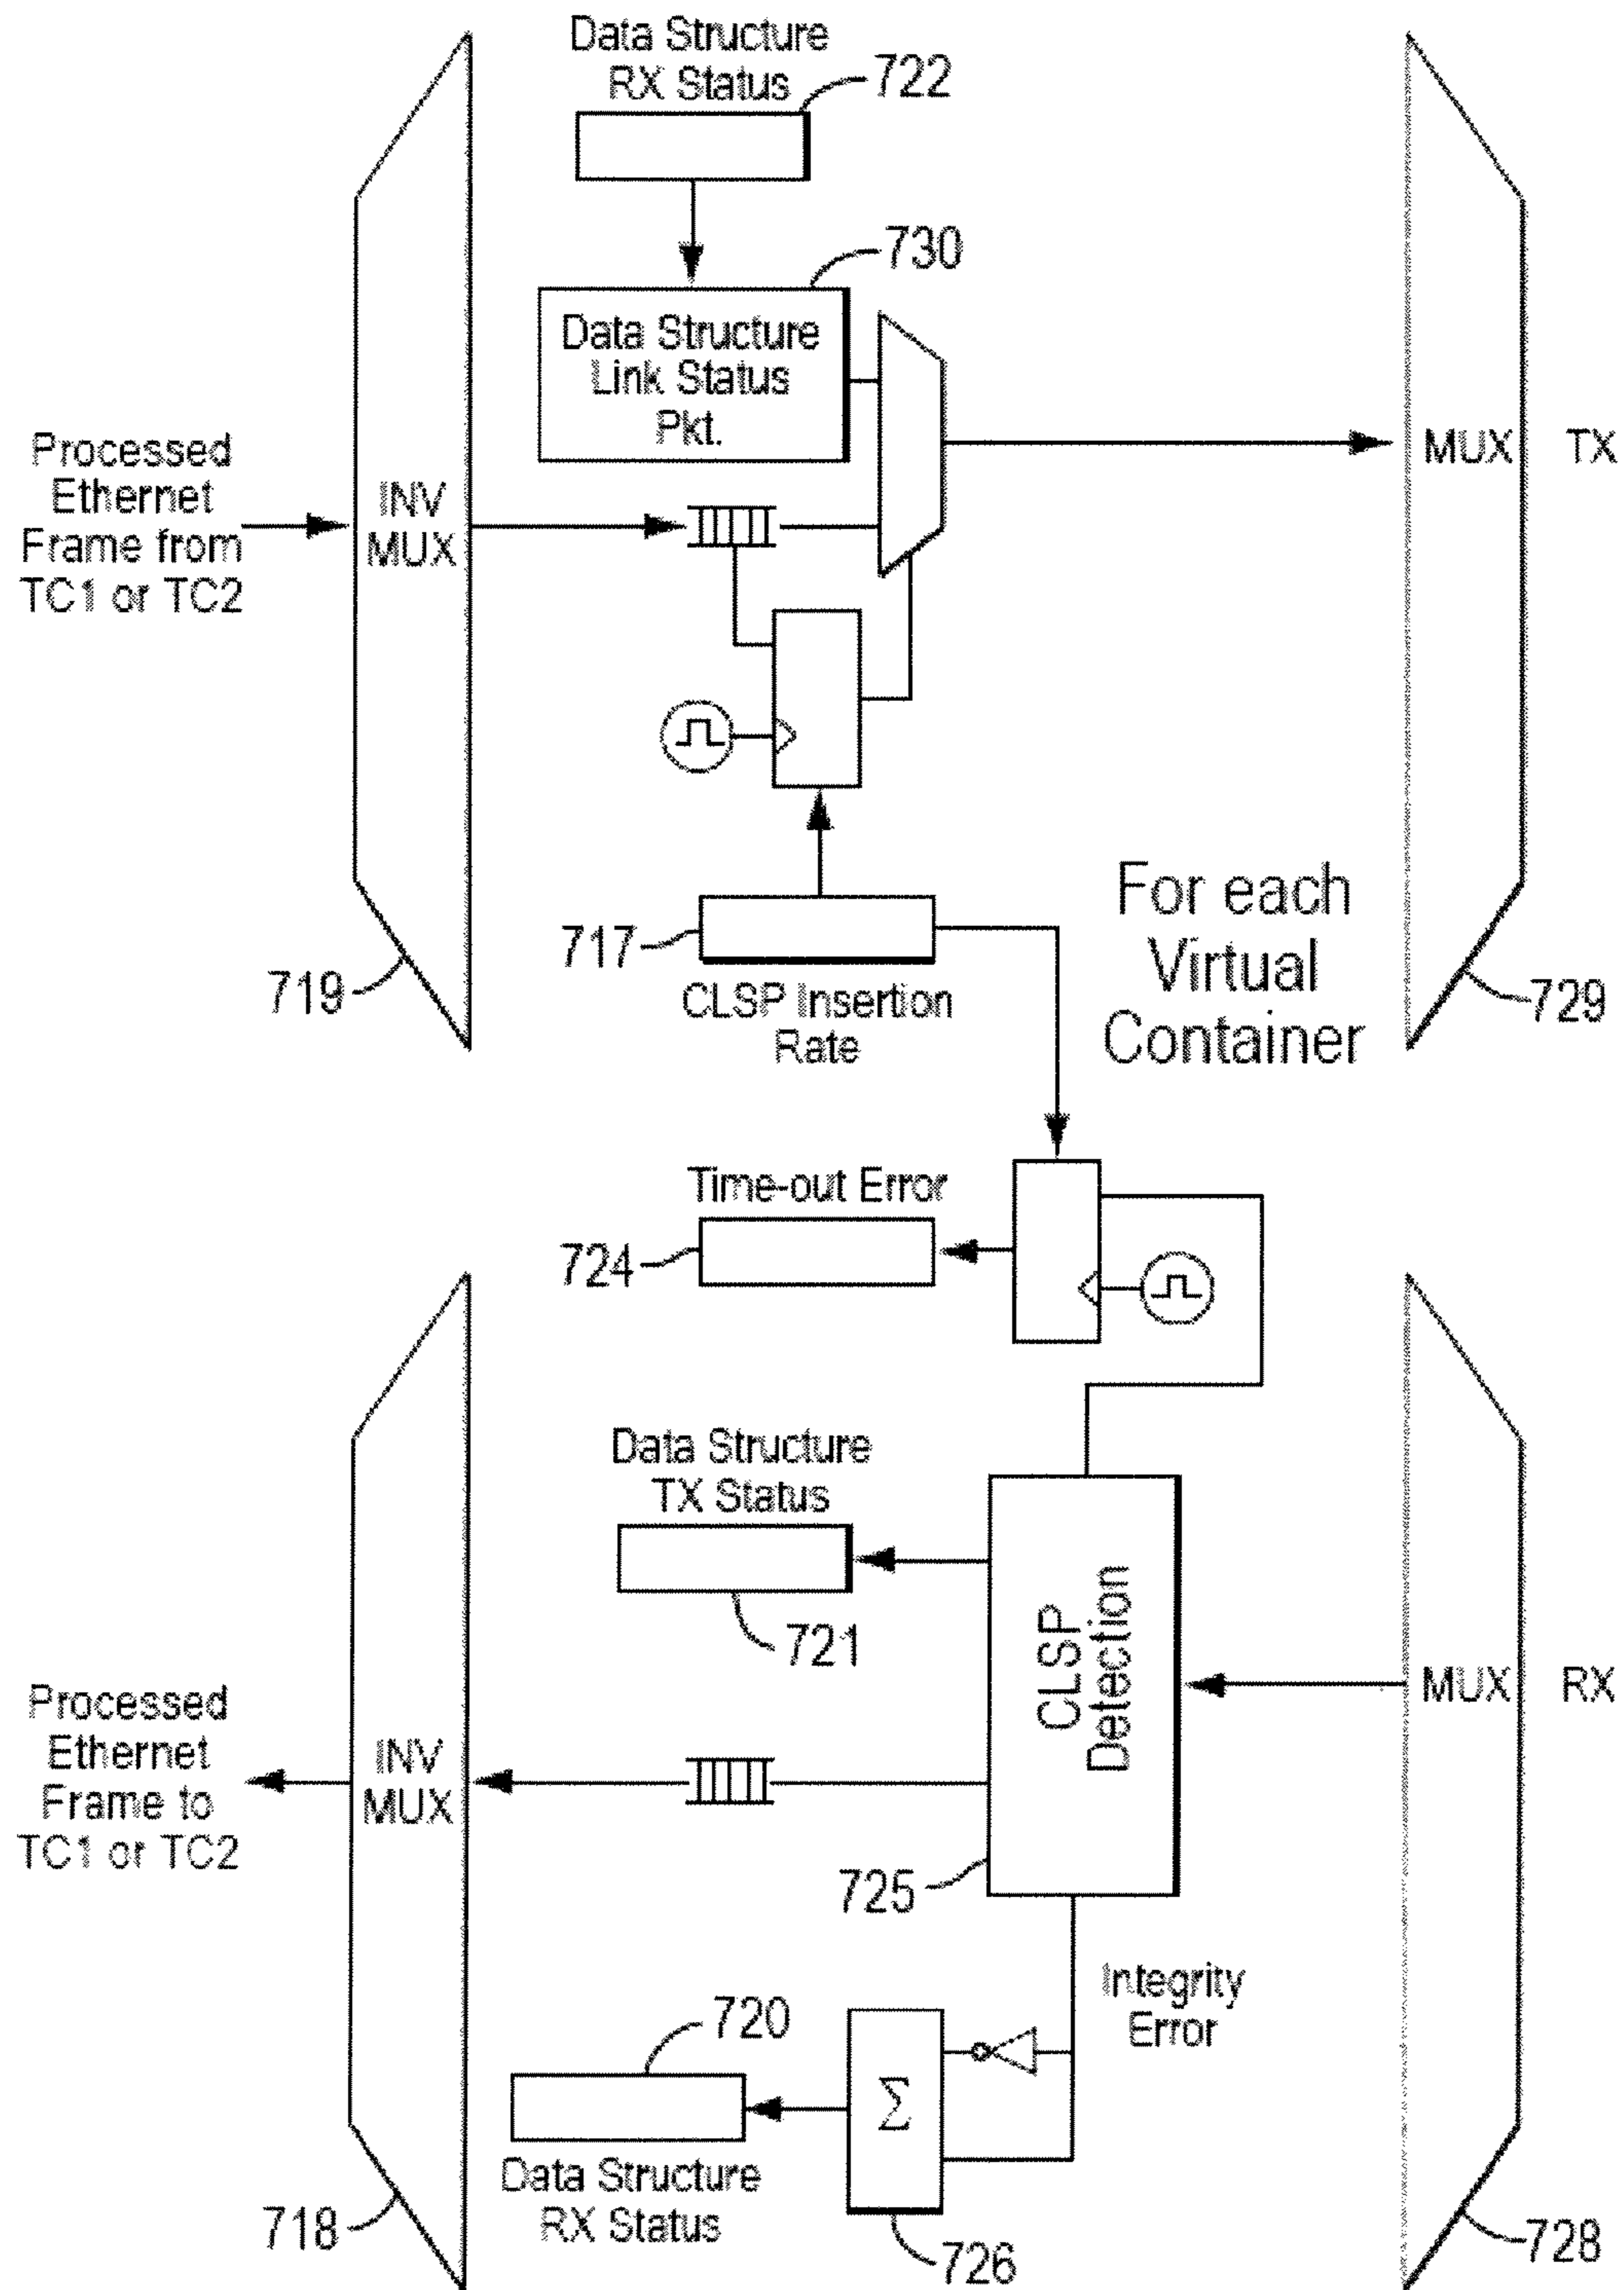 Data Structure
RX Status
722
730
Data Structure
Link Status
Pkt.
Processed
Ethernet
Frame from
TC1 or TC2
INV
MUX
MUX
TX
719
717
CLSP Insertion
Rate
For each
Virtual
Container
729
Time-out Error
724
Data Structure
TX Status
721
CLSP
Detection
MUX
RX
Processed
Ethernet
Frame to
TC1 or TC2
INV
MUX
725
Integrity
Error
720
Σ
Data Structure
RX Status
718
726
728